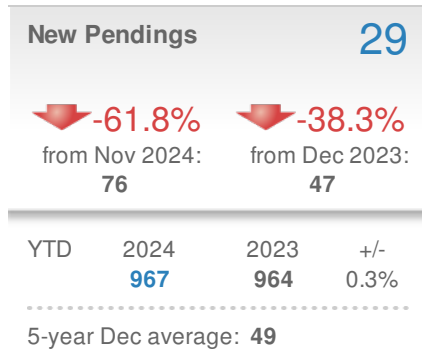 New Pendings 29
-61.8% -38.3%
from Nov 2024: from Dec 2023:
76 47
YTD 2024 2023 +/-
967 964 0.3%
5-year Dec average: 49